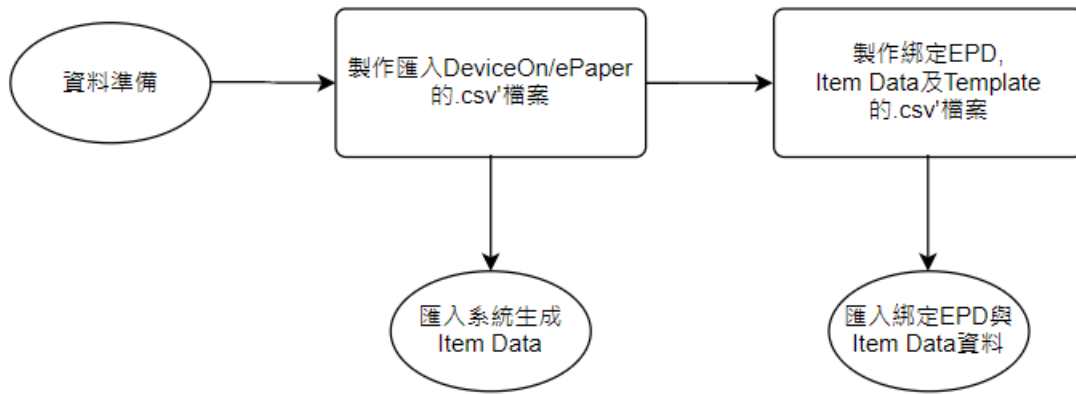 資料準備
製作匯入DeviceOn/ePaper
的.csv'檔案
製作綁定EPD,
Item Data及Template
的.csv'檔案
匯入系統生成
Item Data
匯入綁定EPD與
Item Data資料